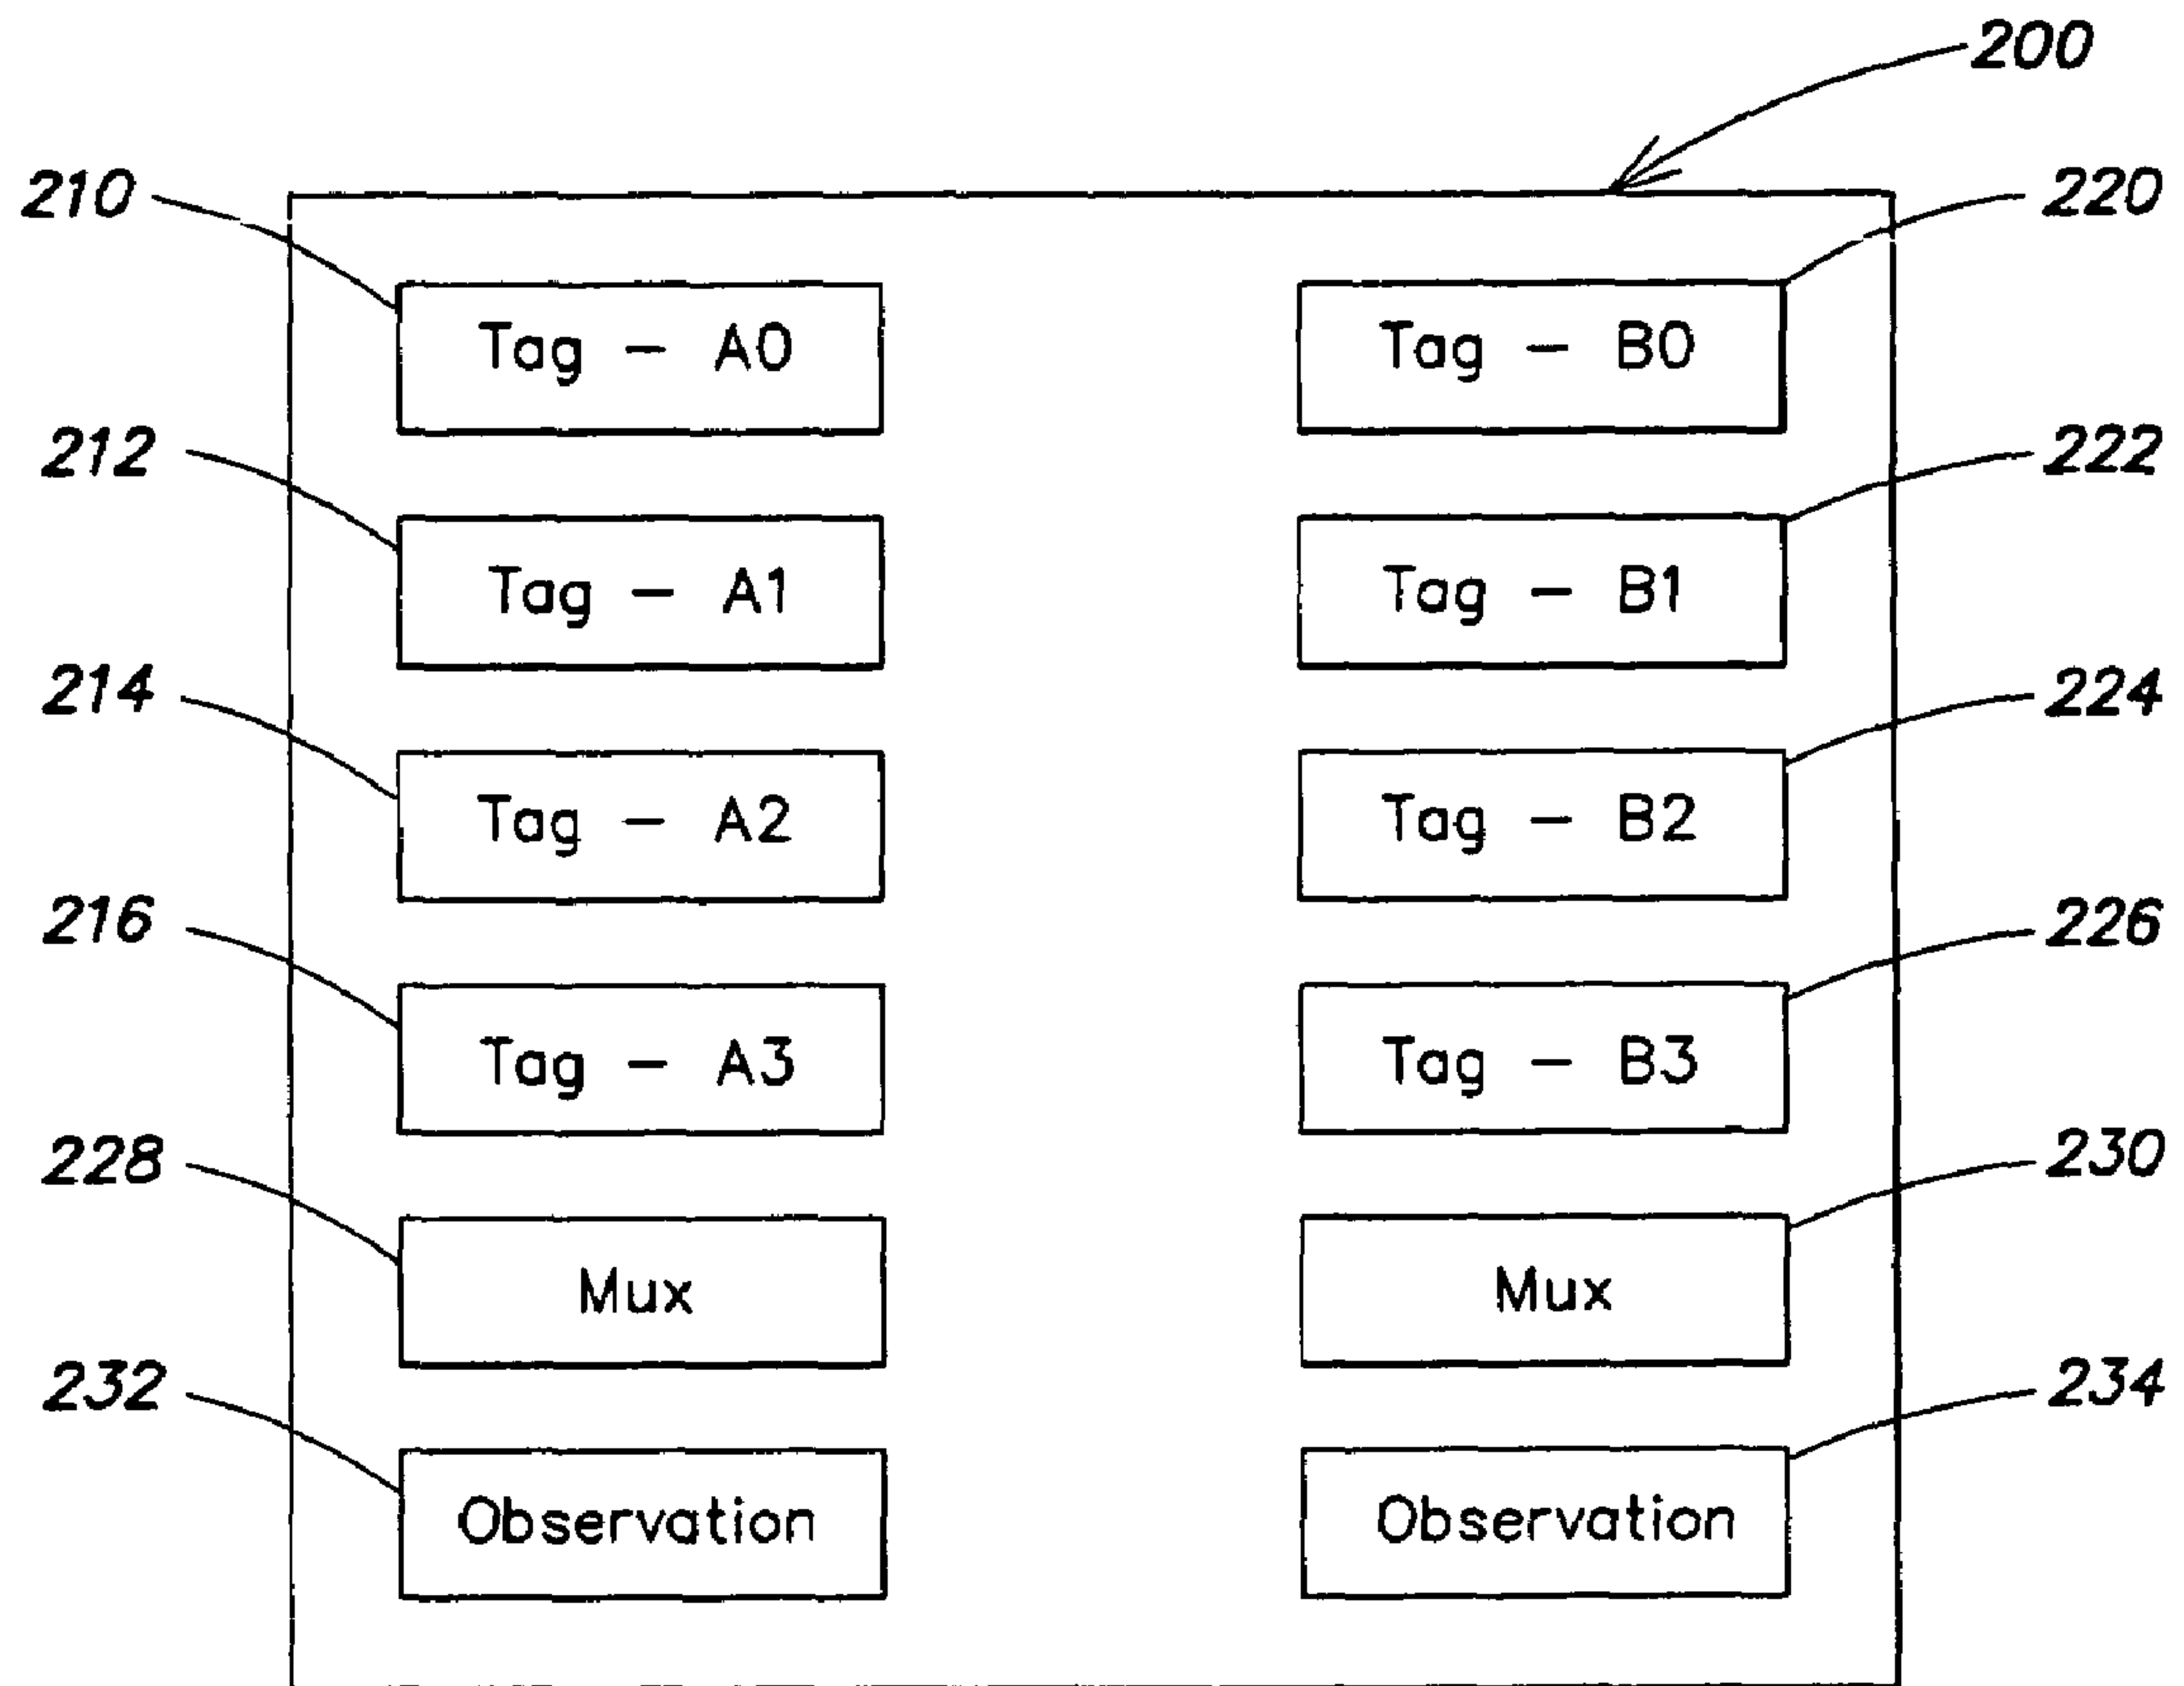 200
210
220
Tag – A0
Tag – B0
212
222
Tag – A1
Tag – B1
214
224
Tag – A2
Tag – B2
216
226
Tag – A3
Tag – B3
228
230
Mux
Mux
232
234
Observation
Observation